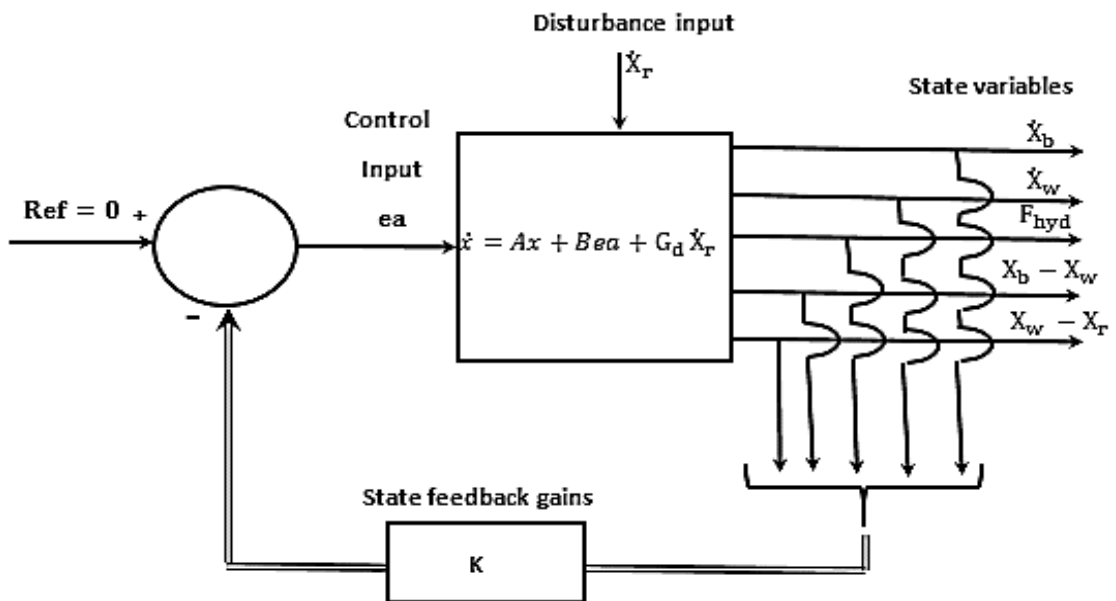 Disturbance input
Ẋr
State variables
Control
Input
ea
Ẋb
Ẋw
Fhyd
Xb − Xw
Xw − Xr
Ref = 0 +
ẋ = Ax + Bea + Gd Ẋr
−
State feedback gains
K